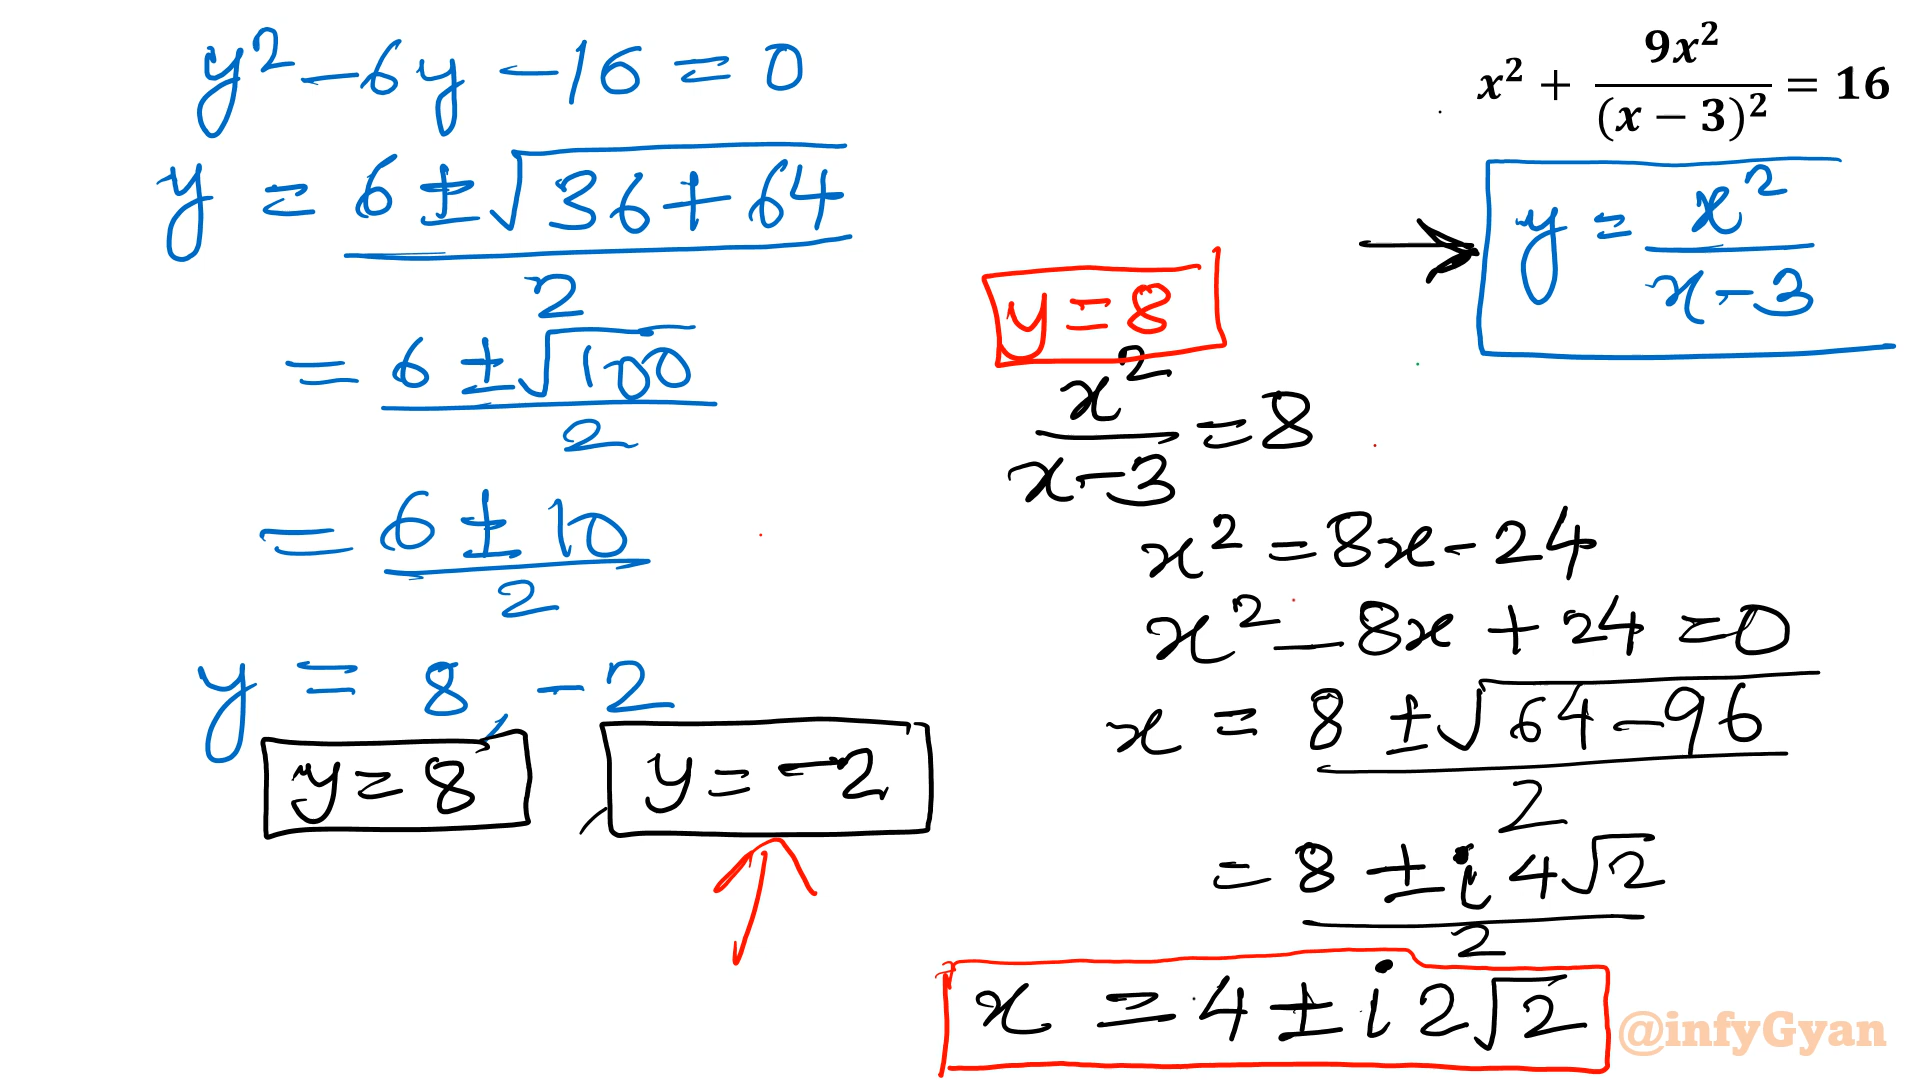 y² - 6y - 16 = 0
y = (6 ± √(36 + 64)) / 2
= (6 ± √100) / 2
= (6 ± 10) / 2
y = 8, -2
y = 8
y = -2
x² + 9x² / (x - 3)² = 16
y = x² / (x - 3)
y = 8
x² / (x - 3) = 8
x² = 8x - 24
x² - 8x + 24 = 0
x = (8 ± √(64 - 96)) / 2
= (8 ± i 4√2) / 2
x = 4 ± i 2√2
@infyGyan